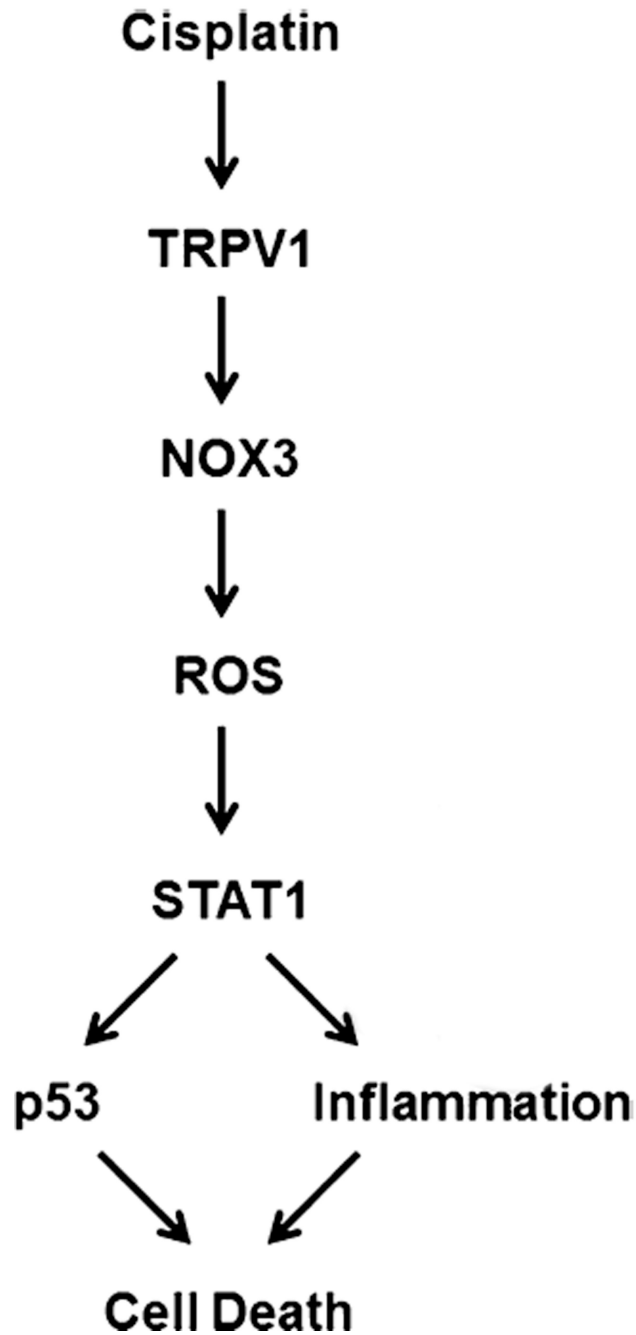 Cisplatin
TRPV1
NOX3
ROS
STAT1
p53 Inflammation
Cell Death